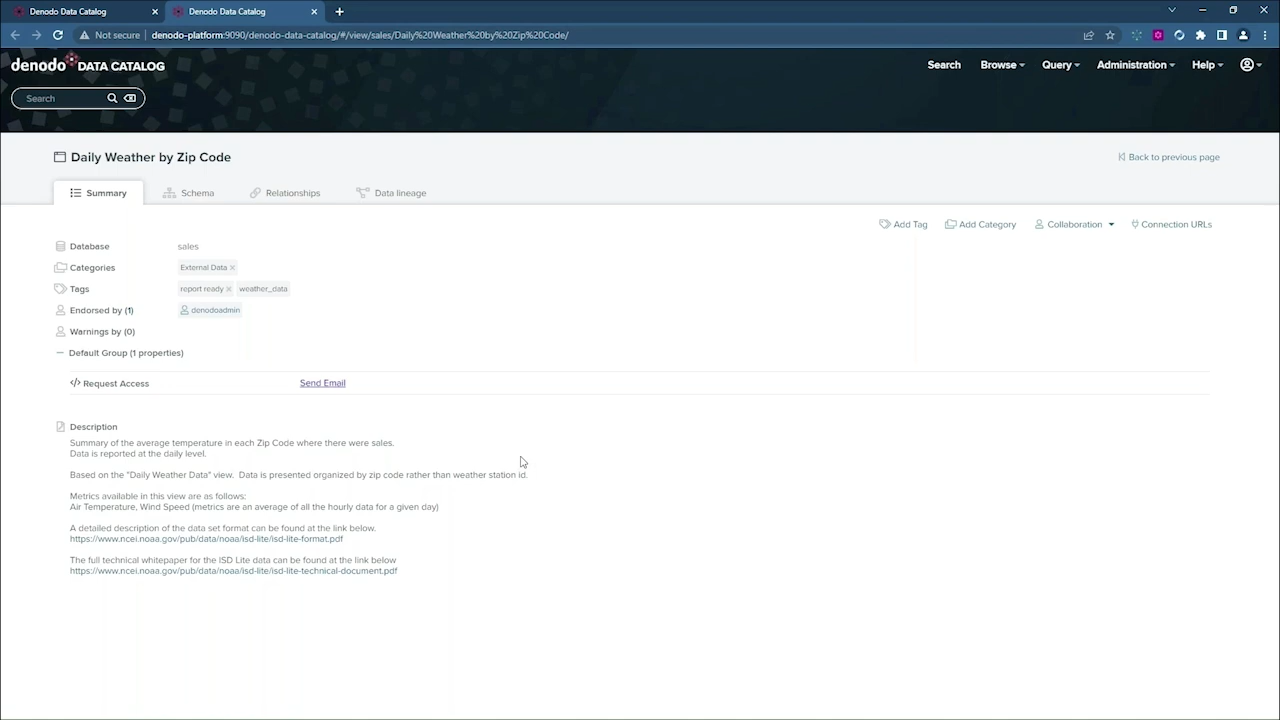 Denodo Data Catalog
Denodo Data Catalog
Not secure | denodo-platform:9090/denodo-data-catalog/#/view/sales/Daily%20Weather%20by%20Zip%20Code/
denodo DATA CATALOG
Search Browse Query Administration Help
Search
Daily Weather by Zip Code
Back to previous page
Summary Schema Relationships Data lineage
Add Tag Add Category Collaboration Connection URLs
Database sales
Categories External Data
Tags report ready weather_data
Endorsed by (1) denodoadmin
Warnings by (0)
Default Group (1 properties)
Request Access Send Email
Description
Summary of the average temperature in each Zip Code where there were sales.
Data is reported at the daily level.
Based on the "Daily Weather Data" view. Data is presented organized by zip code rather than weather station id.
Metrics available in this view are as follows:
Air Temperature, Wind Speed (metrics are an average of all the hourly data for a given day)
A detailed description of the data set format can be found at the link below.
https://www.ncei.noaa.gov/pub/data/noaa/isd-lite/isd-lite-format.pdf
The full technical whitepaper for the ISD Lite data can be found at the link below
https://www.ncei.noaa.gov/pub/data/noaa/isd-lite/isd-lite-technical-document.pdf